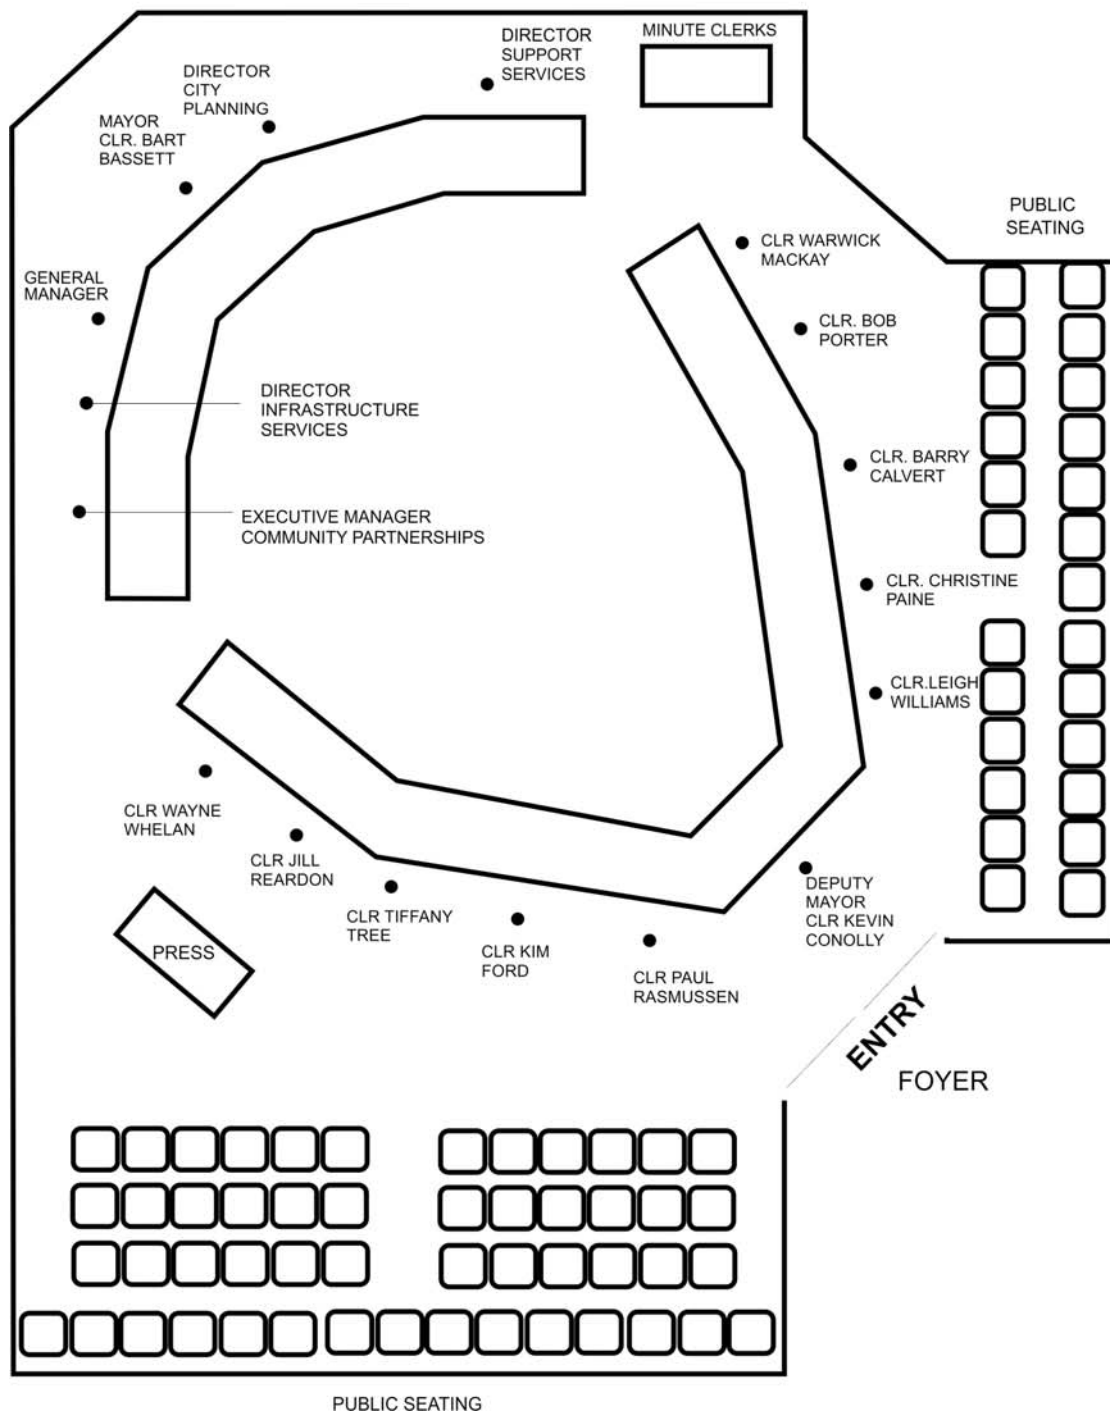 MINUTE CLERKS
DIRECTOR
SUPPORT
SERVICES
DIRECTOR
CITY
PLANNING
MAYOR
CLR. BART
BASSETT
PUBLIC
SEATING
CLR WARWICK
MACKAY
GENERAL
MANAGER
CLR. BOB
PORTER
DIRECTOR
INFRASTRUCTURE
SERVICES
CLR. BARRY
CALVERT
EXECUTIVE MANAGER
COMMUNITY PARTNERSHIPS
CLR. CHRISTINE
PAINE
CLR.LEIGH
WILLIAMS
CLR WAYNE
WHELAN
CLR JILL
REARDON
CLR TIFFANY
TREE
CLR KIM
FORD
CLR PAUL
RASMUSSEN
DEPUTY
MAYOR
CLR KEVIN
CONOLLY
PRESS
ENTRY
FOYER
PUBLIC SEATING